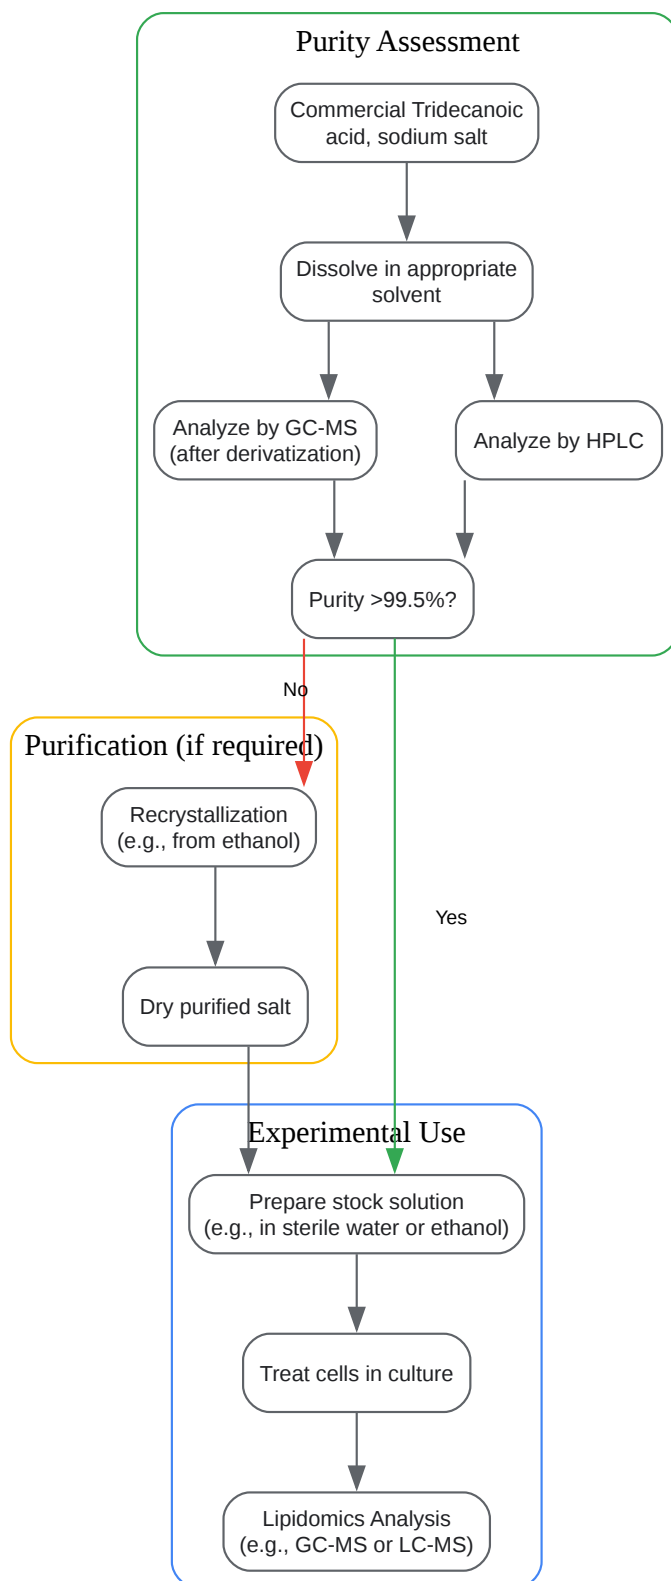 Purity Assessment
Commercial Tridecanoic
acid, sodium salt
Dissolve in appropriate
solvent
Analyze by GC-MS
(after derivatization)
Analyze by HPLC
Purity >99.5%?
No
Purification (if required)
Recrystallization
(e.g., from ethanol)
Yes
Dry purified salt
Experimental Use
Prepare stock solution
(e.g., in sterile water or ethanol)
Treat cells in culture
Lipidomics Analysis
(e.g., GC-MS or LC-MS)